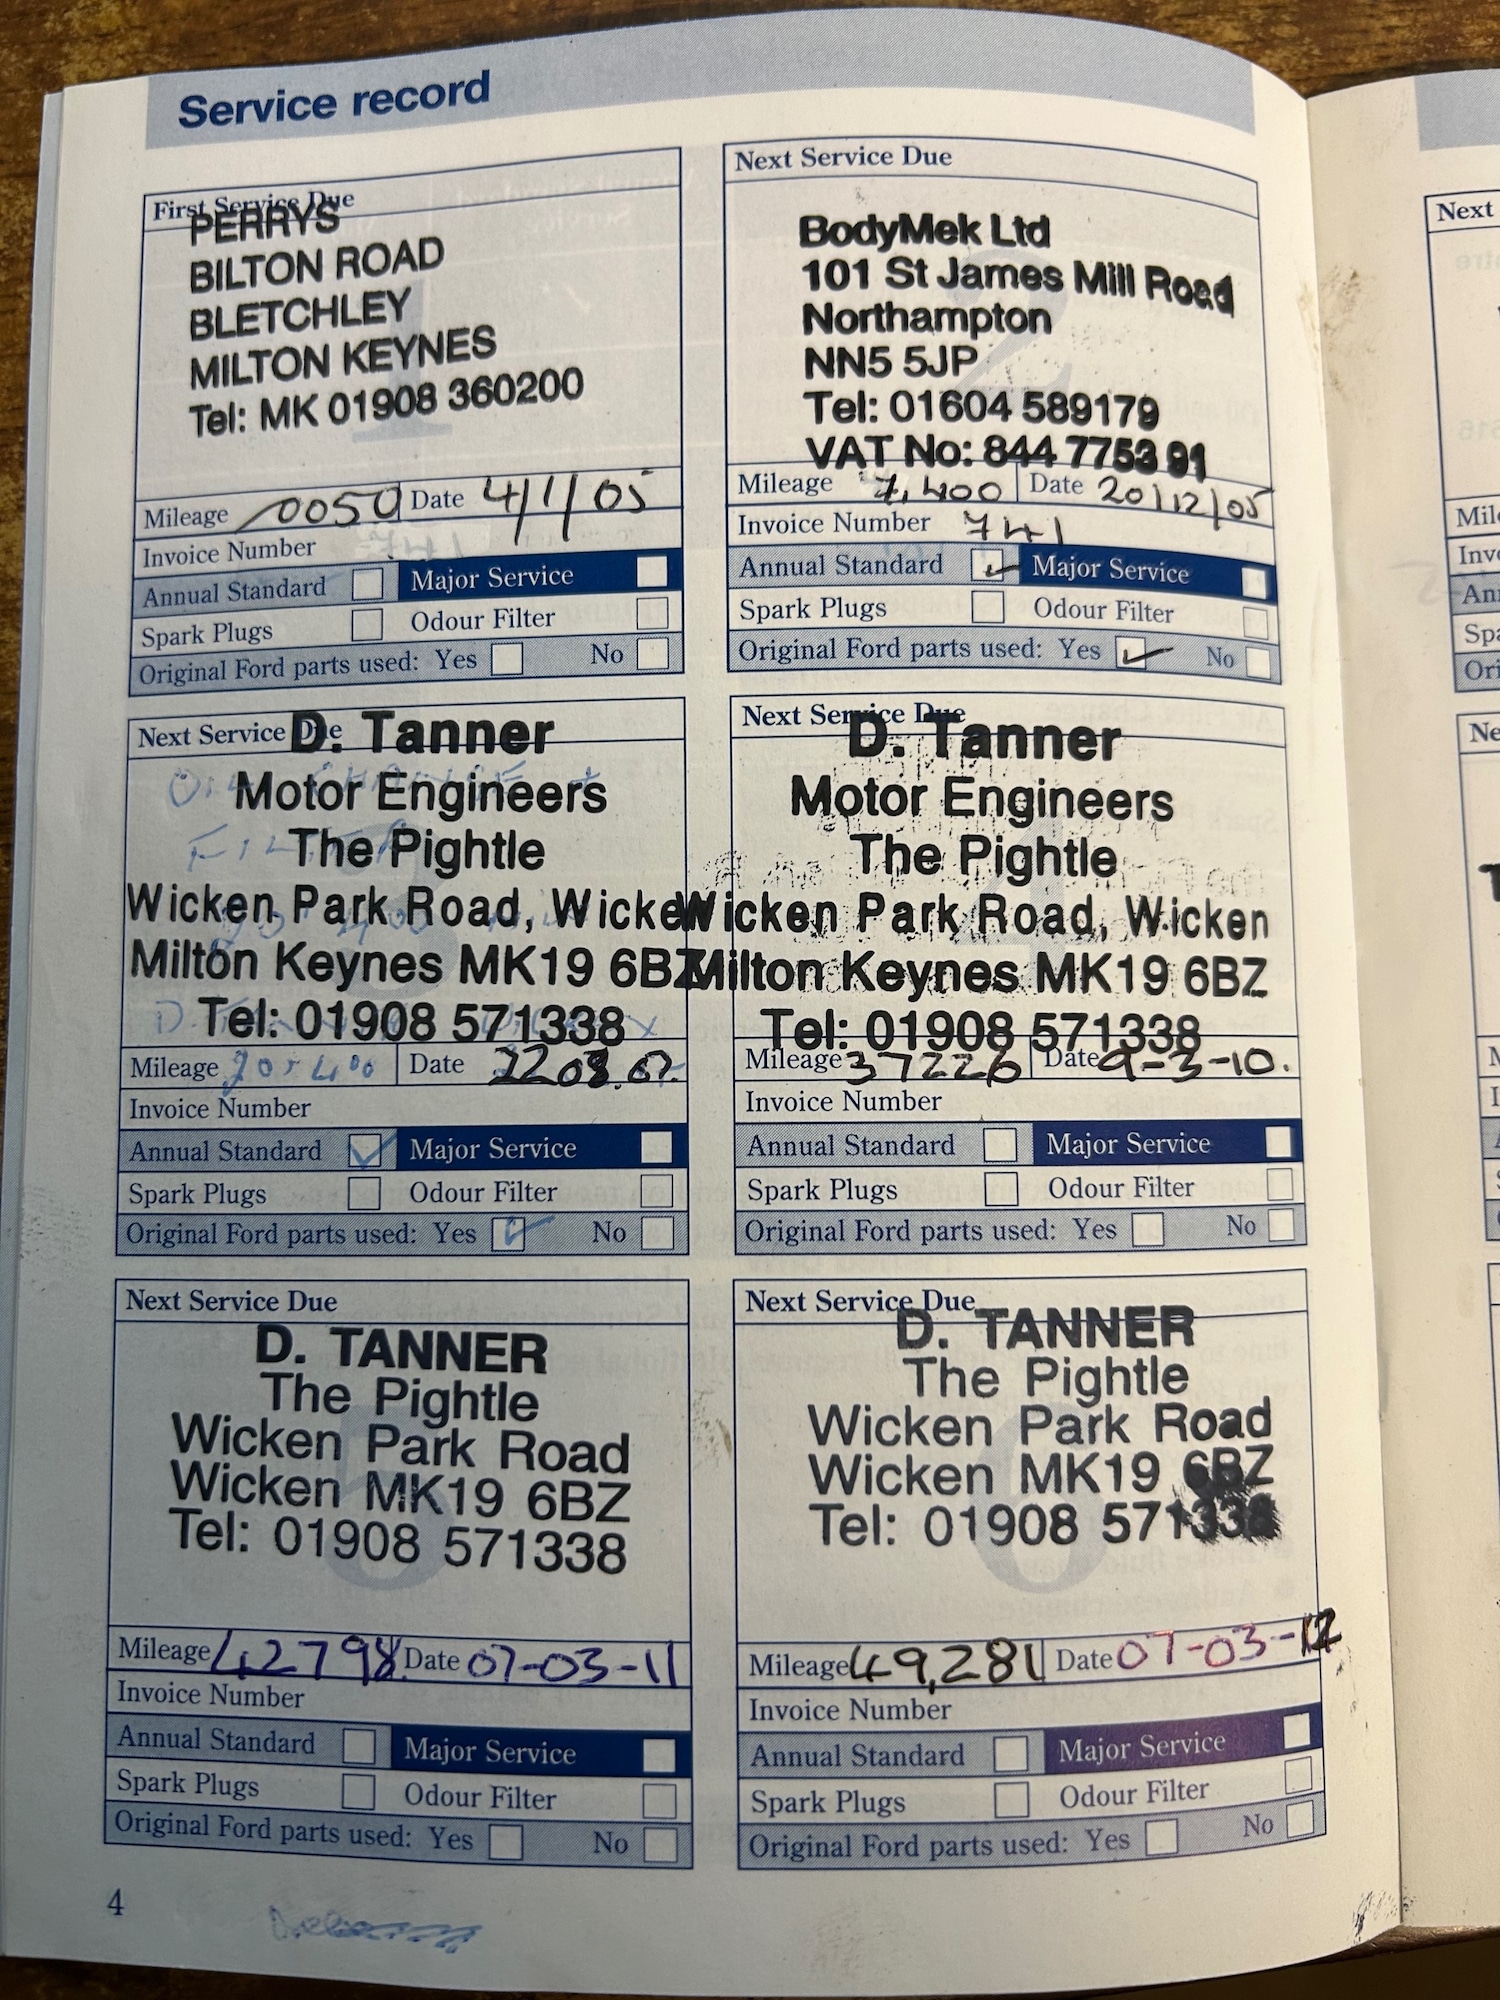 Service record
First Service Due
PERRYS
BILTON ROAD
BLETCHLEY
MILTON KEYNES
Tel: MK 01908 360200
Mileage 0050 Date 4/1/05
Invoice Number
Annual Standard Major Service
Spark Plugs Odour Filter
Original Ford parts used: Yes No
Next Service Due
BodyMek Ltd
101 St James Mill Road
Northampton
NN5 5JP
Tel: 01604 589179
VAT No: 844 7753 91
Mileage 7,400 Date 20/12/05
Invoice Number 741
Annual Standard Major Service
Spark Plugs Odour Filter
Original Ford parts used: Yes No
Next Service Due
D. Tanner
Motor Engineers
The Pightle
Wicken Park Road, Wicken
Milton Keynes MK19 6BZ
Tel: 01908 571338
Mileage 20,400 Date
Invoice Number
Annual Standard Major Service
Spark Plugs Odour Filter
Original Ford parts used: Yes No
Next Service Due
D. Tanner
Motor Engineers
The Pightle
Wicken Park Road, Wicken
Milton Keynes MK19 6BZ
Tel: 01908 571338
Mileage 37226 Date 9-3-10.
Invoice Number
Annual Standard Major Service
Spark Plugs Odour Filter
Original Ford parts used: Yes No
Next Service Due
D. TANNER
The Pightle
Wicken Park Road
Wicken MK19 6BZ
Tel: 01908 571338
Mileage 42798 Date 07-03-11
Invoice Number
Annual Standard Major Service
Spark Plugs Odour Filter
Original Ford parts used: Yes No
Next Service Due
D. TANNER
The Pightle
Wicken Park Road
Wicken MK19 6BZ
Tel: 01908 571338
Mileage 49,281 Date 07-03-12
Invoice Number
Annual Standard Major Service
Spark Plugs Odour Filter
Original Ford parts used: Yes No
4
Next